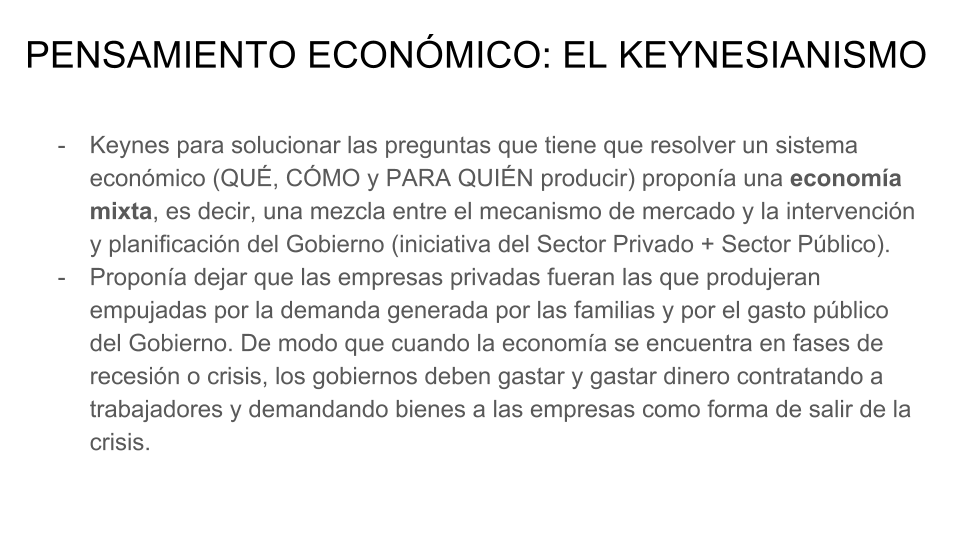 PENSAMIENTO ECONÓMICO: EL KEYNESIANISMO
- Keynes para solucionar las preguntas que tiene que resolver un sistema
económico (QUÉ, CÓMO y PARA QUIÉN producir) proponía una economía
mixta, es decir, una mezcla entre el mecanismo de mercado y la intervención
y planificación del Gobierno (iniciativa del Sector Privado + Sector Público).
- Proponía dejar que las empresas privadas fueran las que produjeran
empujadas por la demanda generada por las familias y por el gasto público
del Gobierno. De modo que cuando la economía se encuentra en fases de
recesión o crisis, los gobiernos deben gastar y gastar dinero contratando a
trabajadores y demandando bienes a las empresas como forma de salir de la
crisis.